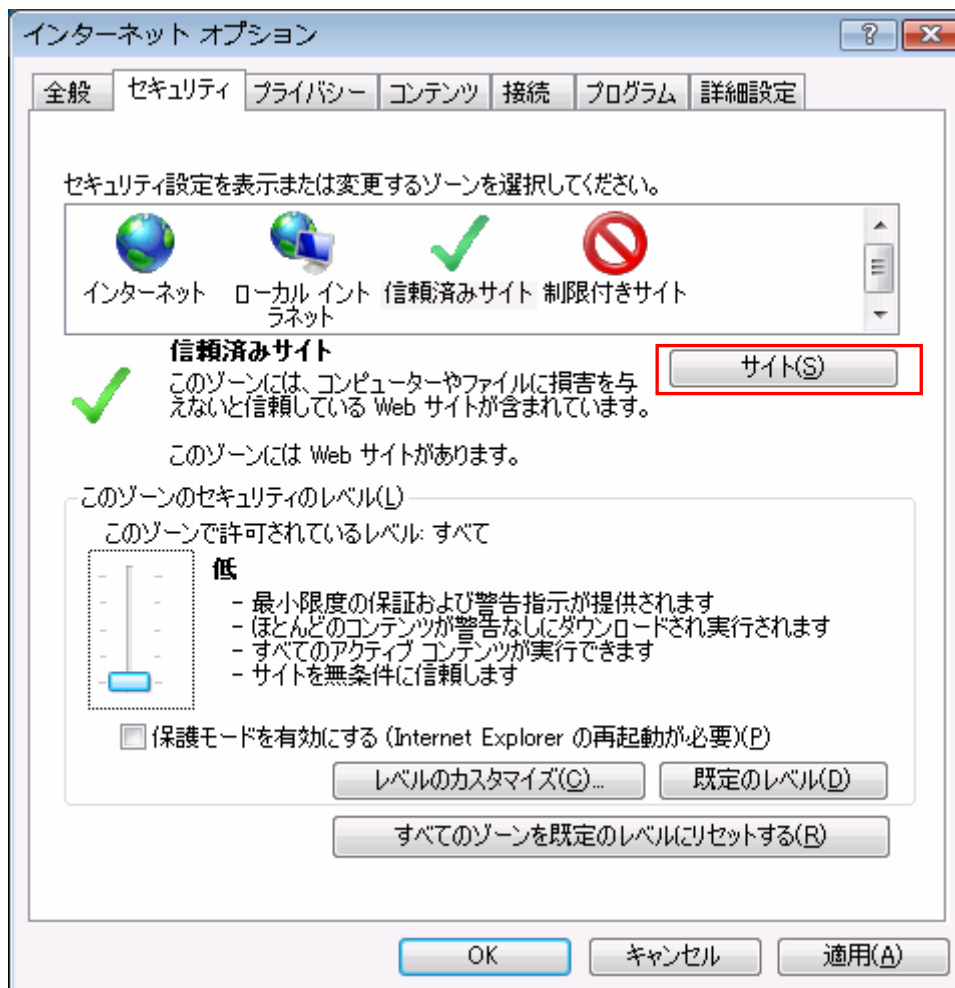 インターネット オプション
全般 セキュリティ プライバシー コンテンツ 接続 プログラム 詳細設定
セキュリティ設定を表示または変更するゾーンを選択してください。
インターネット ローカル イントラネット 信頼済みサイト 制限付きサイト
信頼済みサイト
サイト(S)
このゾーンには、コンピューターやファイルに損害を与
えないと信頼している Web サイトが含まれています。
このゾーンには Web サイトがあります。
このゾーンのセキュリティのレベル(L)
このゾーンで許可されているレベル: すべて
低
- 最小限度の保証および警告指示が提供されます
- ほとんどのコンテンツが警告なしにダウンロードされ実行されます
- すべてのアクティブ コンテンツが実行できます
- サイトを無条件に信頼します
保護モードを有効にする (Internet Explorer の再起動が必要)(P)
レベルのカスタマイズ(C)... 既定のレベル(D)
すべてのゾーンを既定のレベルにリセットする(R)
OK キャンセル 適用(A)